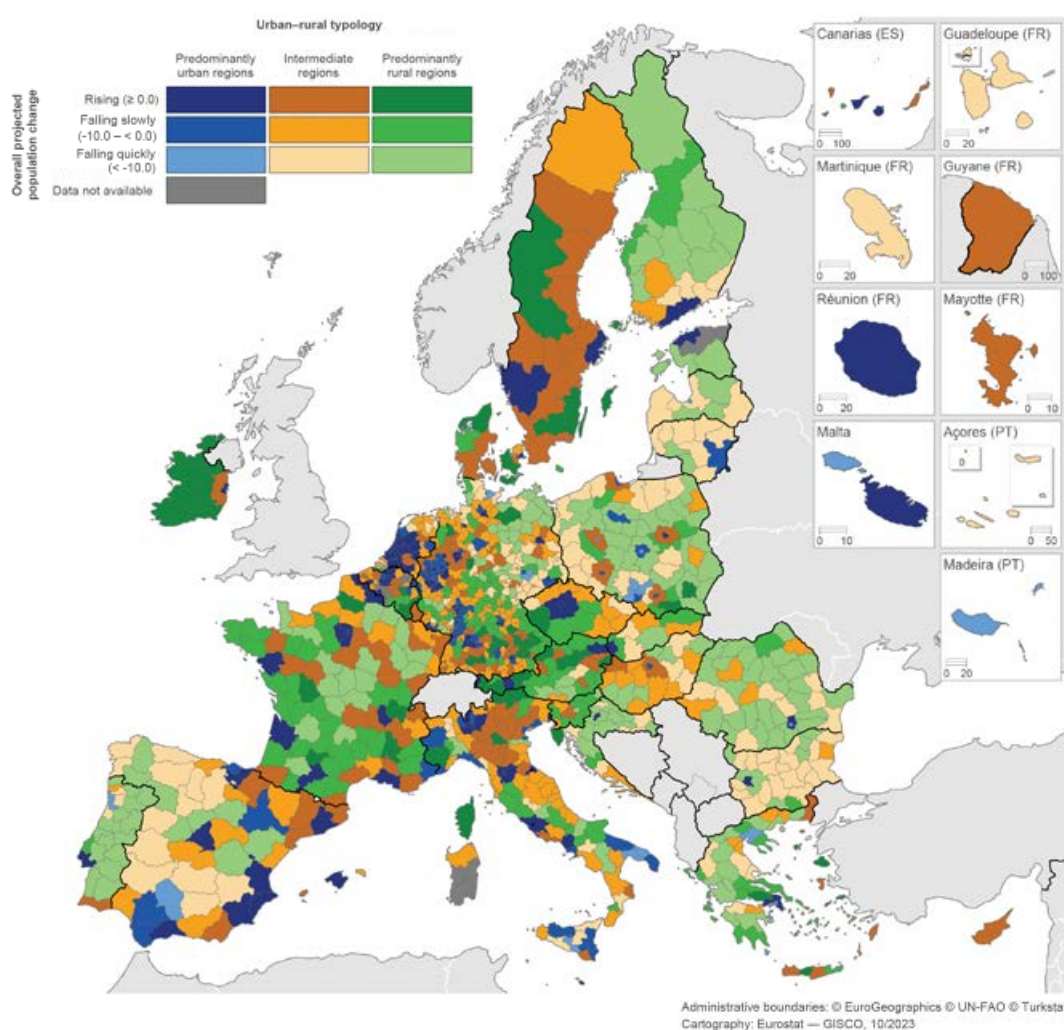 Urban–rural typology
Predominantly
urban regions
Intermediate
regions
Predominantly
rural regions
Overall projected
population change
Rising (≥ 0.0)
Falling slowly
(-10.0 – < 0.0)
Falling quickly
(< -10.0)
Data not available
Canarias (ES)
0 100
Guadeloupe (FR)
0 20
Martinique (FR)
0 20
Guyane (FR)
0 100
Réunion (FR)
0 20
Mayotte (FR)
0 10
Malta
0 10
Açores (PT)
0 50
Madeira (PT)
0 20
Administrative boundaries: © EuroGeographics © UN-FAO © Turksta
Cartography: Eurostat — GISCO, 10/2023